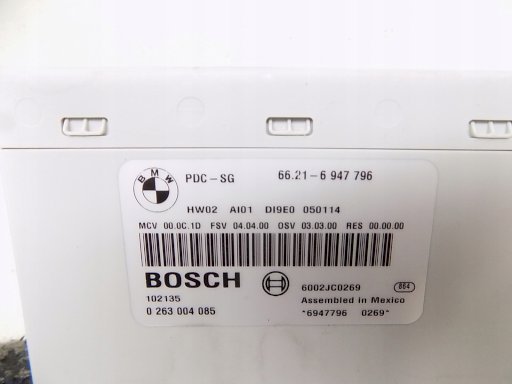 BMW PDC-SG 66.21-6 947 796
HW02 AI01 DI9E0 050114
MCV 00.0C.1D FSV 04.04.00 OSV 03.03.00 RES 00.00.00
BOSCH 6002JC0269 864
102135 Assembled in Mexico
0 263 004 085 *6947796 0269*